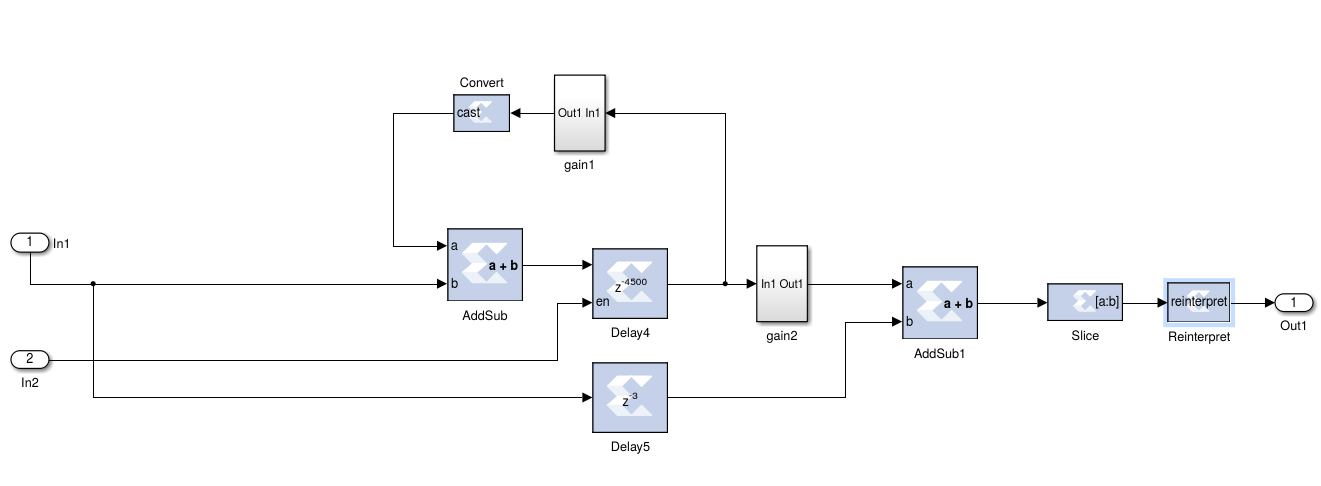 Convert
cast
Out1 In1
gain1
1
In1
a
a + b
b
AddSub
z-4500
en
Delay4
In1 Out1
gain2
a
a + b
b
AddSub1
[a:b]
Slice
reinterpret
Reinterpret
1
Out1
2
In2
z-3
Delay5